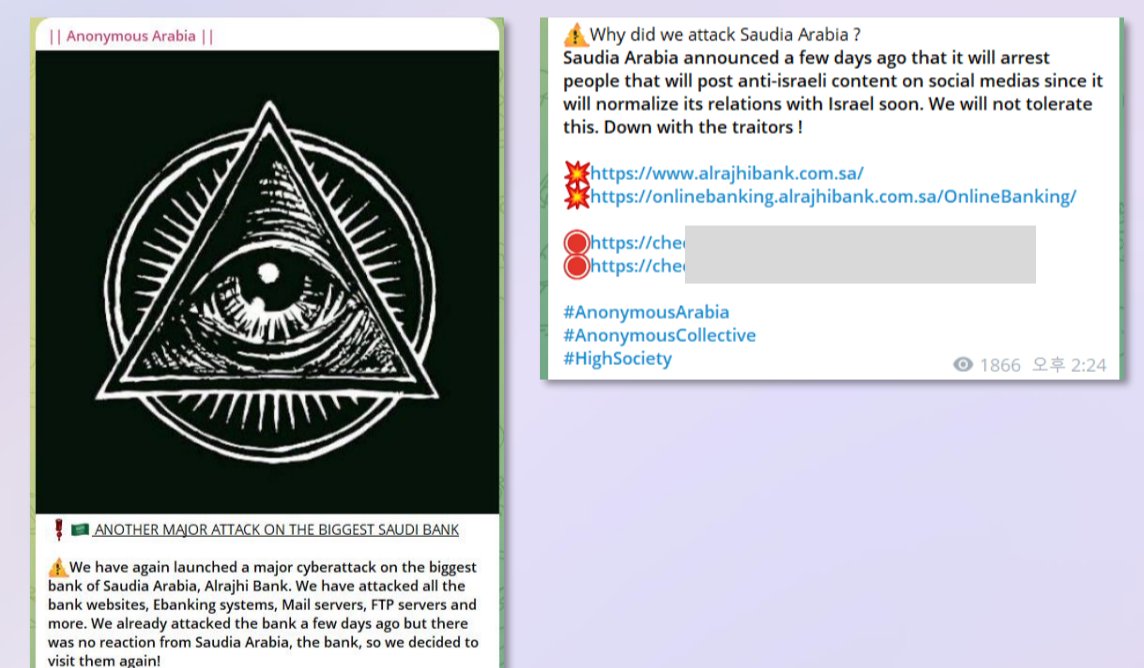 || Anonymous Arabia ||
ANOTHER MAJOR ATTACK ON THE BIGGEST SAUDI BANK
We have again launched a major cyberattack on the biggest
bank of Saudia Arabia, Alrajhi Bank. We have attacked all the
bank websites, Ebanking systems, Mail servers, FTP servers and
more. We already attacked the bank a few days ago but there
was no reaction from Saudia Arabia, the bank, so we decided to
visit them again!
Why did we attack Saudia Arabia ?
Saudia Arabia announced a few days ago that it will arrest
people that will post anti-israeli content on social medias since it
will normalize its relations with Israel soon. We will not tolerate
this. Down with the traitors !
https://www.alrajhibank.com.sa/
https://onlinebanking.alrajhibank.com.sa/OnlineBanking/
https://che
https://che
#AnonymousArabia
#AnonymousCollective
#HighSociety
1866 오후 2:24